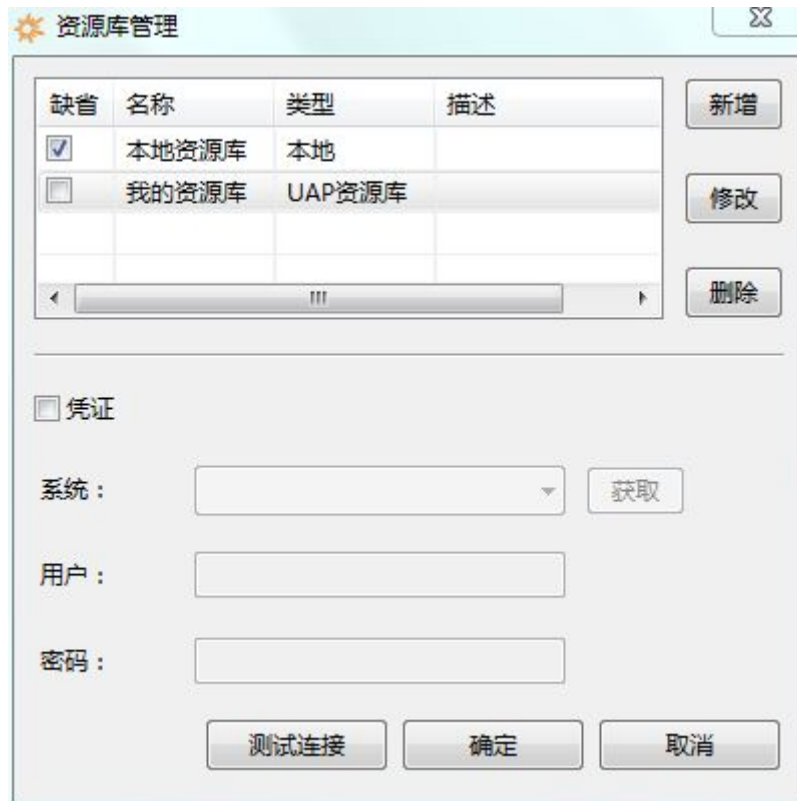 资源库管理
缺省 名称 类型 描述
本地资源库 本地
我的资源库 UAP资源库
新增
修改
删除
凭证
系统： 获取
用户：
密码：
测试连接 确定 取消